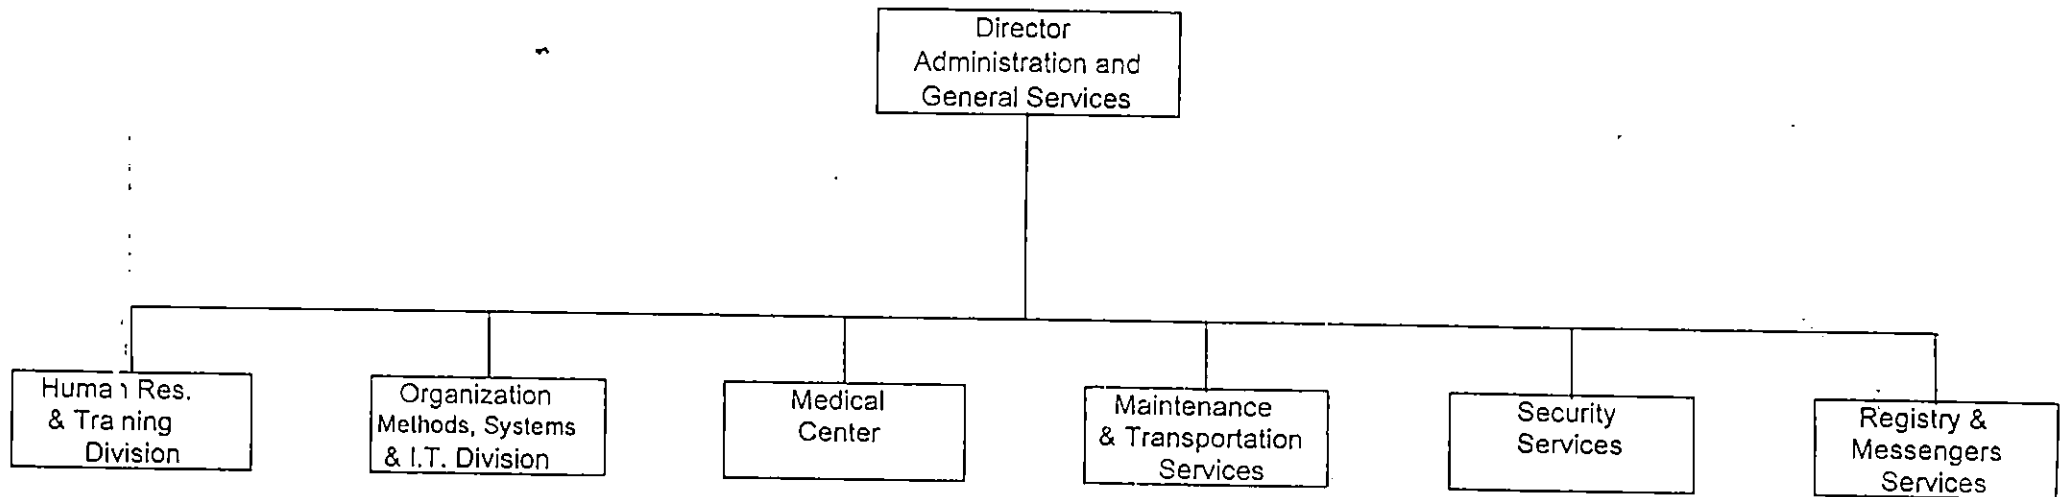 Director
Administration and
General Services
Human Res.
& Training
Division
Organization
Methods, Systems
& I.T. Division
Medical
Center
Maintenance
& Transportation
Services
Security
Services
Registry &
Messengers
Services